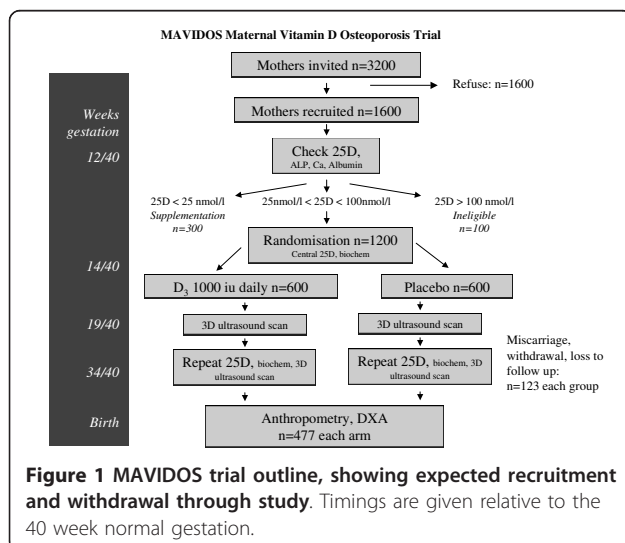 MAVIDOS Maternal Vitamin D Osteoporosis Trial
Mothers invited n=3200
Refuse: n=1600
Mothers recruited n=1600
Weeks
gestation
12/40
Check 25D,
ALP, Ca, Albumin
25D < 25 nmol/l
Supplementation
n=300
25nmol/l < 25D < 100nmol/l
25D > 100 nmol/l
Ineligible
n=100
Randomisation n=1200
Central 25D, biochem
14/40
D₃ 1000 iu daily n=600
Placebo n=600
19/40
3D ultrasound scan
3D ultrasound scan
34/40
Repeat 25D, biochem, 3D
ultrasound scan
Repeat 25D, biochem, 3D
ultrasound scan
Miscarriage,
withdrawal, loss to
follow up:
n=123 each group
Birth
Anthropometry, DXA
n=477 each arm
Figure 1 MAVIDOS trial outline, showing expected recruitment
and withdrawal through study. Timings are given relative to the
40 week normal gestation.